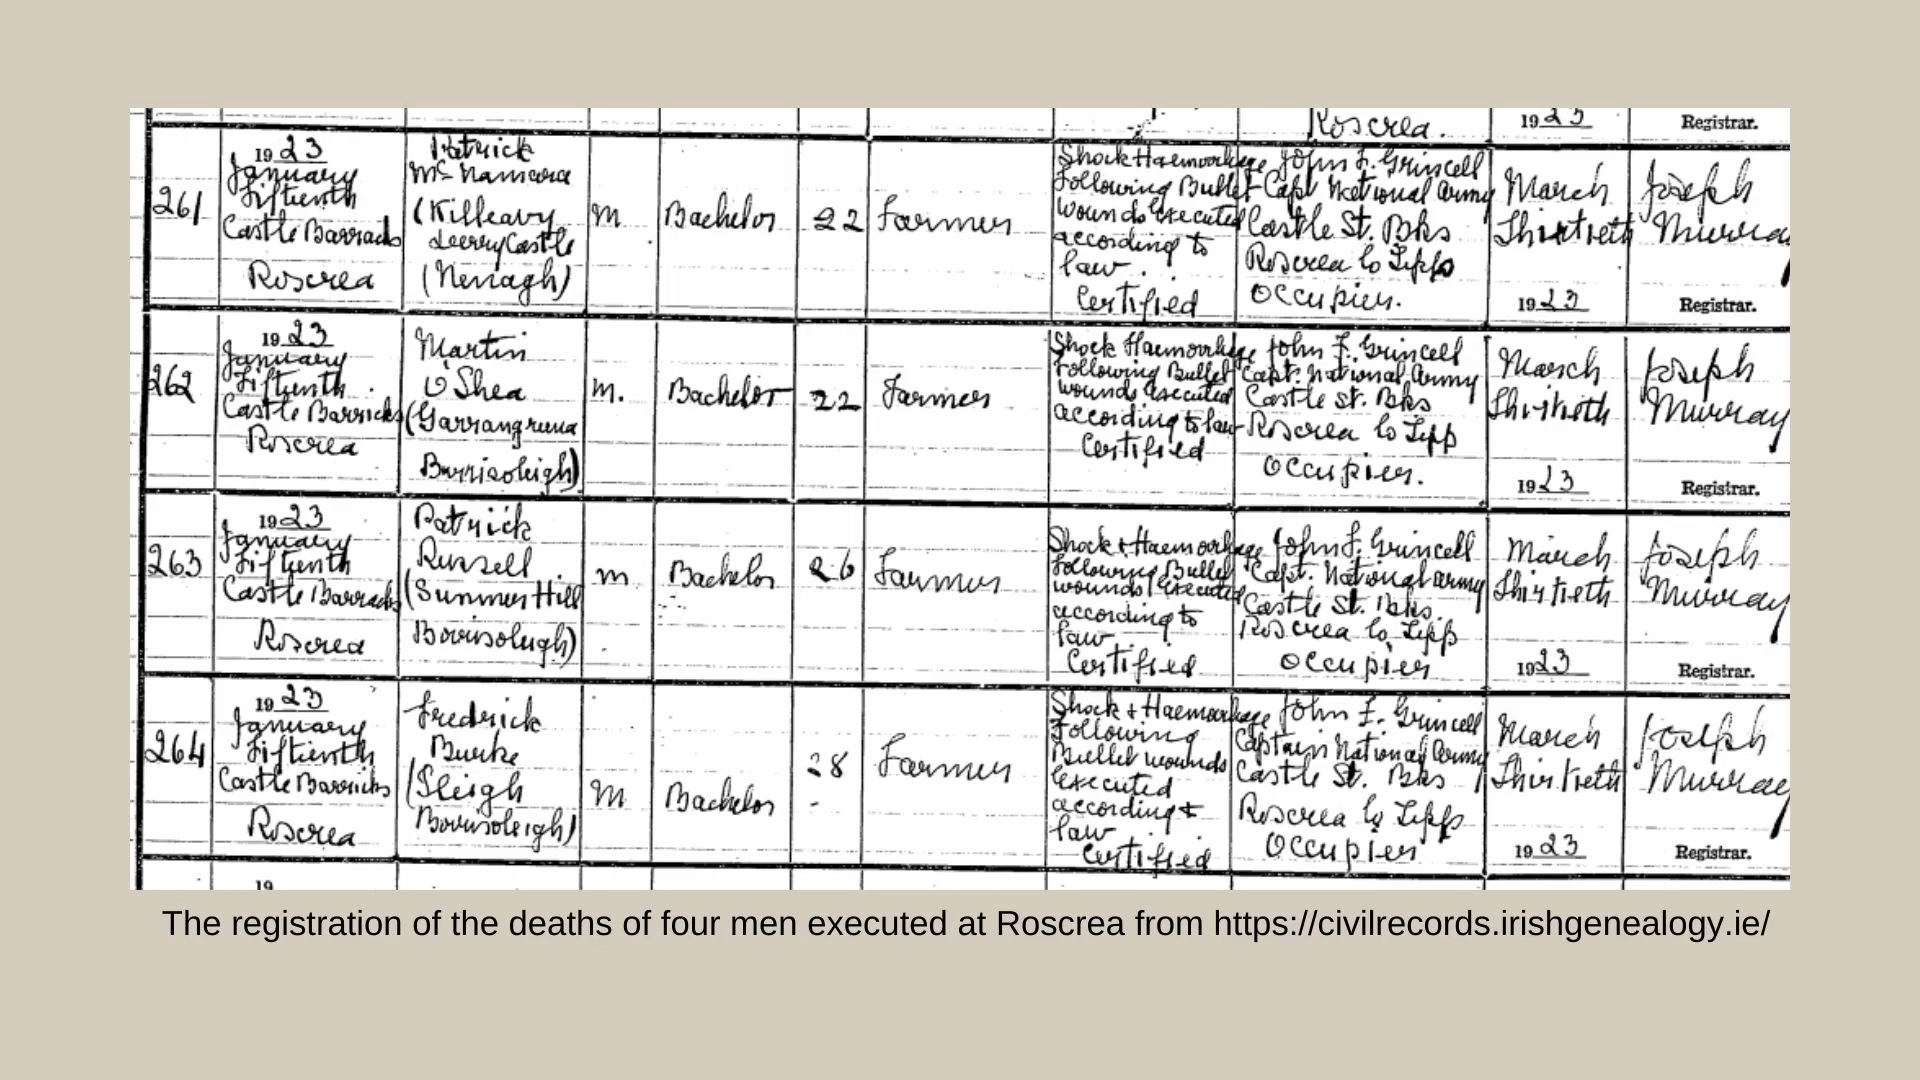 Roscrea.
1923
Registrar.
261
1923
January
Fifteenth
Castle Barracks
Roscrea
Patrick
McNamara
(Killeavy
Castle
(Nenagh)
M.
Bachelor
22
Farmer
Shock Haemorrhage
Following Bullet
Wounds Executed
according to
law.
Certified
John F. Grincell
Capt National Army
Castle St. Bks
Roscrea Co Tipp
Occupier.
March
Thirtieth
1923
Joseph
Murray
Registrar.
262
1923
January
Fifteenth
Castle Barricks
Roscrea
Martin
O'Shea
Borrisoleigh)
M.
Bachelor
22
Farmer
Shock Haemorrhage
Following Bullet
wounds Executed
according to law
Certified
John F. Grincell
Capt. National Army
Castle St. Bks
Roscrea Co Tipp
Occupier.
March
Thirtieth
1923
Joseph
Murray
Registrar.
263
1923
January
Fifteenth
Castle Barracks
Roscrea
Patrick
Russell
(Summer Hill
Borrisoleigh)
M
Bachelor
26
Farmer
Shock + Haemorrhage
Following Bullet
wounds Executed
according to
law
Certified
John F. Grincell
Capt. National Army
Castle St. Bks.
Roscrea Co Tipp
Occupier
March
Thirtieth
1923
Joseph
Murray
Registrar.
264
1923
January
Fifteenth
Castle Barricks
Roscrea
Fredrick
Burke
(Sleigh
Borrisoleigh)
M
Bachelor
28
Farmer
Shock + Haemorrhage
Following
Bullet wounds
Executed
according to
law
Certified
John F. Grincell
Captain National Army
Castle St. Bks
Roscrea Co Tipp
Occupier
March
Thirtieth
1923
Joseph
Murray
Registrar.
19
The registration of the deaths of four men executed at Roscrea from https://civilrecords.irishgenealogy.ie/